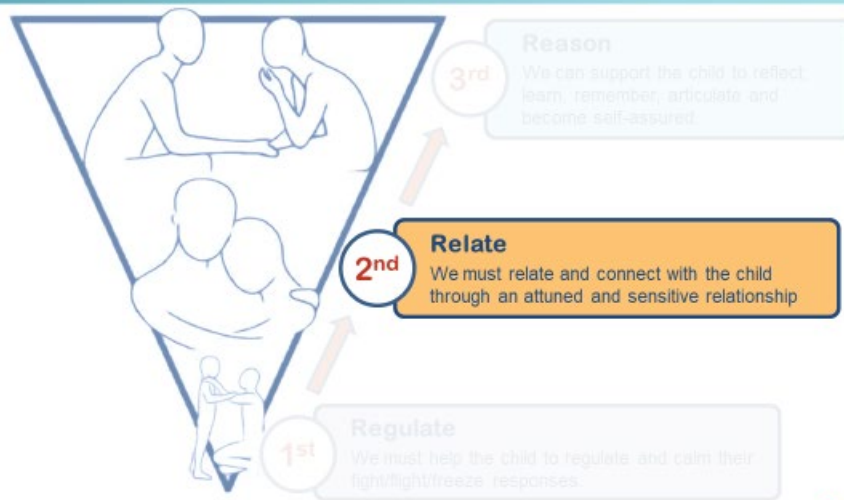 3rd
Reason
We can support the child to reflect,
learn, remember, articulate and
become self-assured.
2nd
Relate
We must relate and connect with the child
through an attuned and sensitive relationship
1st
Regulate
We must help the child to regulate and calm their
fight/flight/freeze responses.